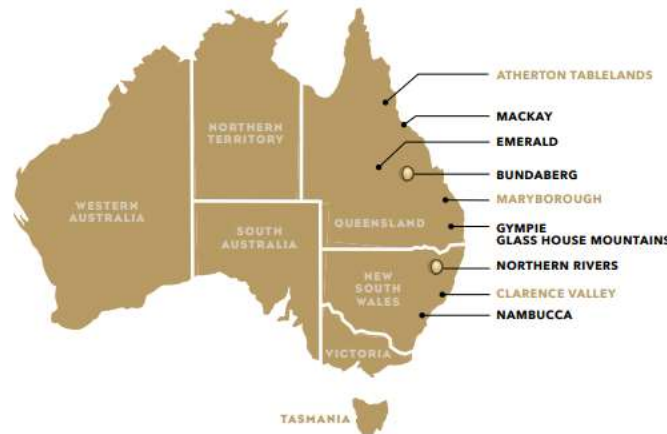 ATHERTON TABLELANDS
MACKAY
EMERALD
BUNDABERG
MARYBOROUGH
GYMPIE
GLASS HOUSE MOUNTAINS
NORTHERN RIVERS
CLARENCE VALLEY
NAMBUCCA
NORTHERN
TERRITORY
WESTERN
AUSTRALIA
SOUTH
AUSTRALIA
QUEENSLAND
NEW
SOUTH
WALES
VICTORIA
TASMANIA